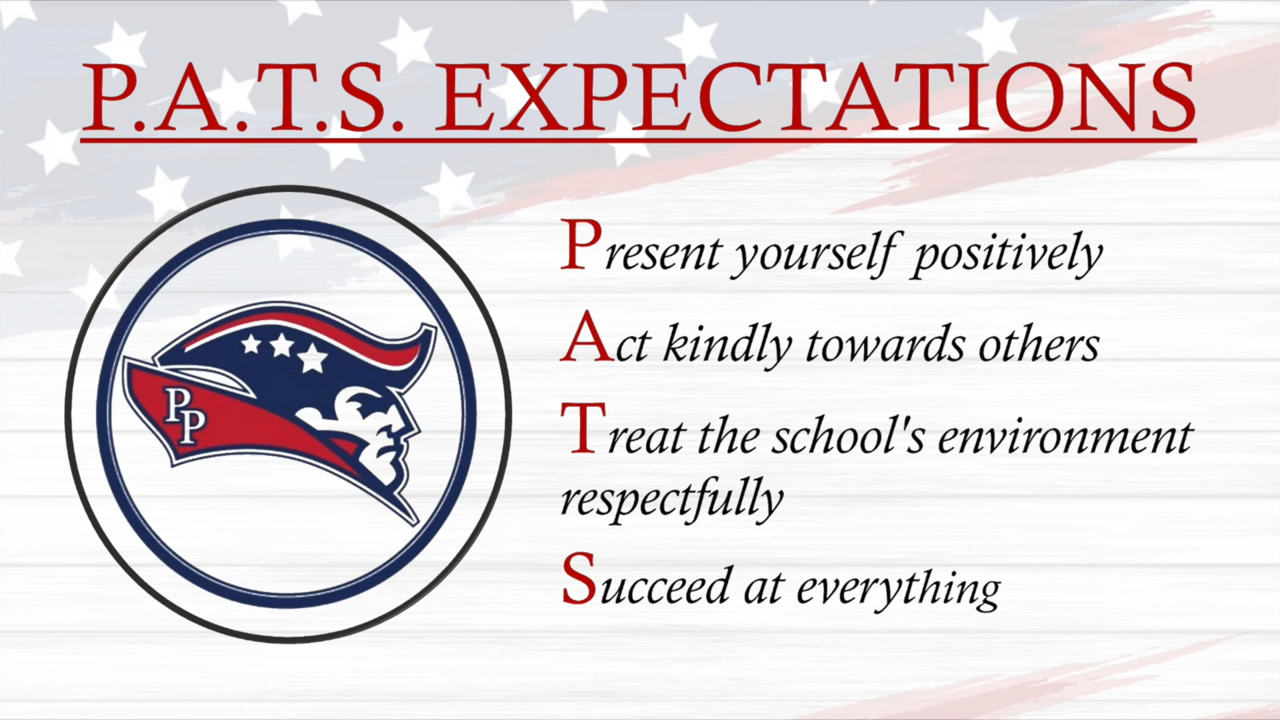 P.A.T.S. EXPECTATIONS
PP
Present yourself positively
Act kindly towards others
Treat the school's environment
respectfully
Succeed at everything